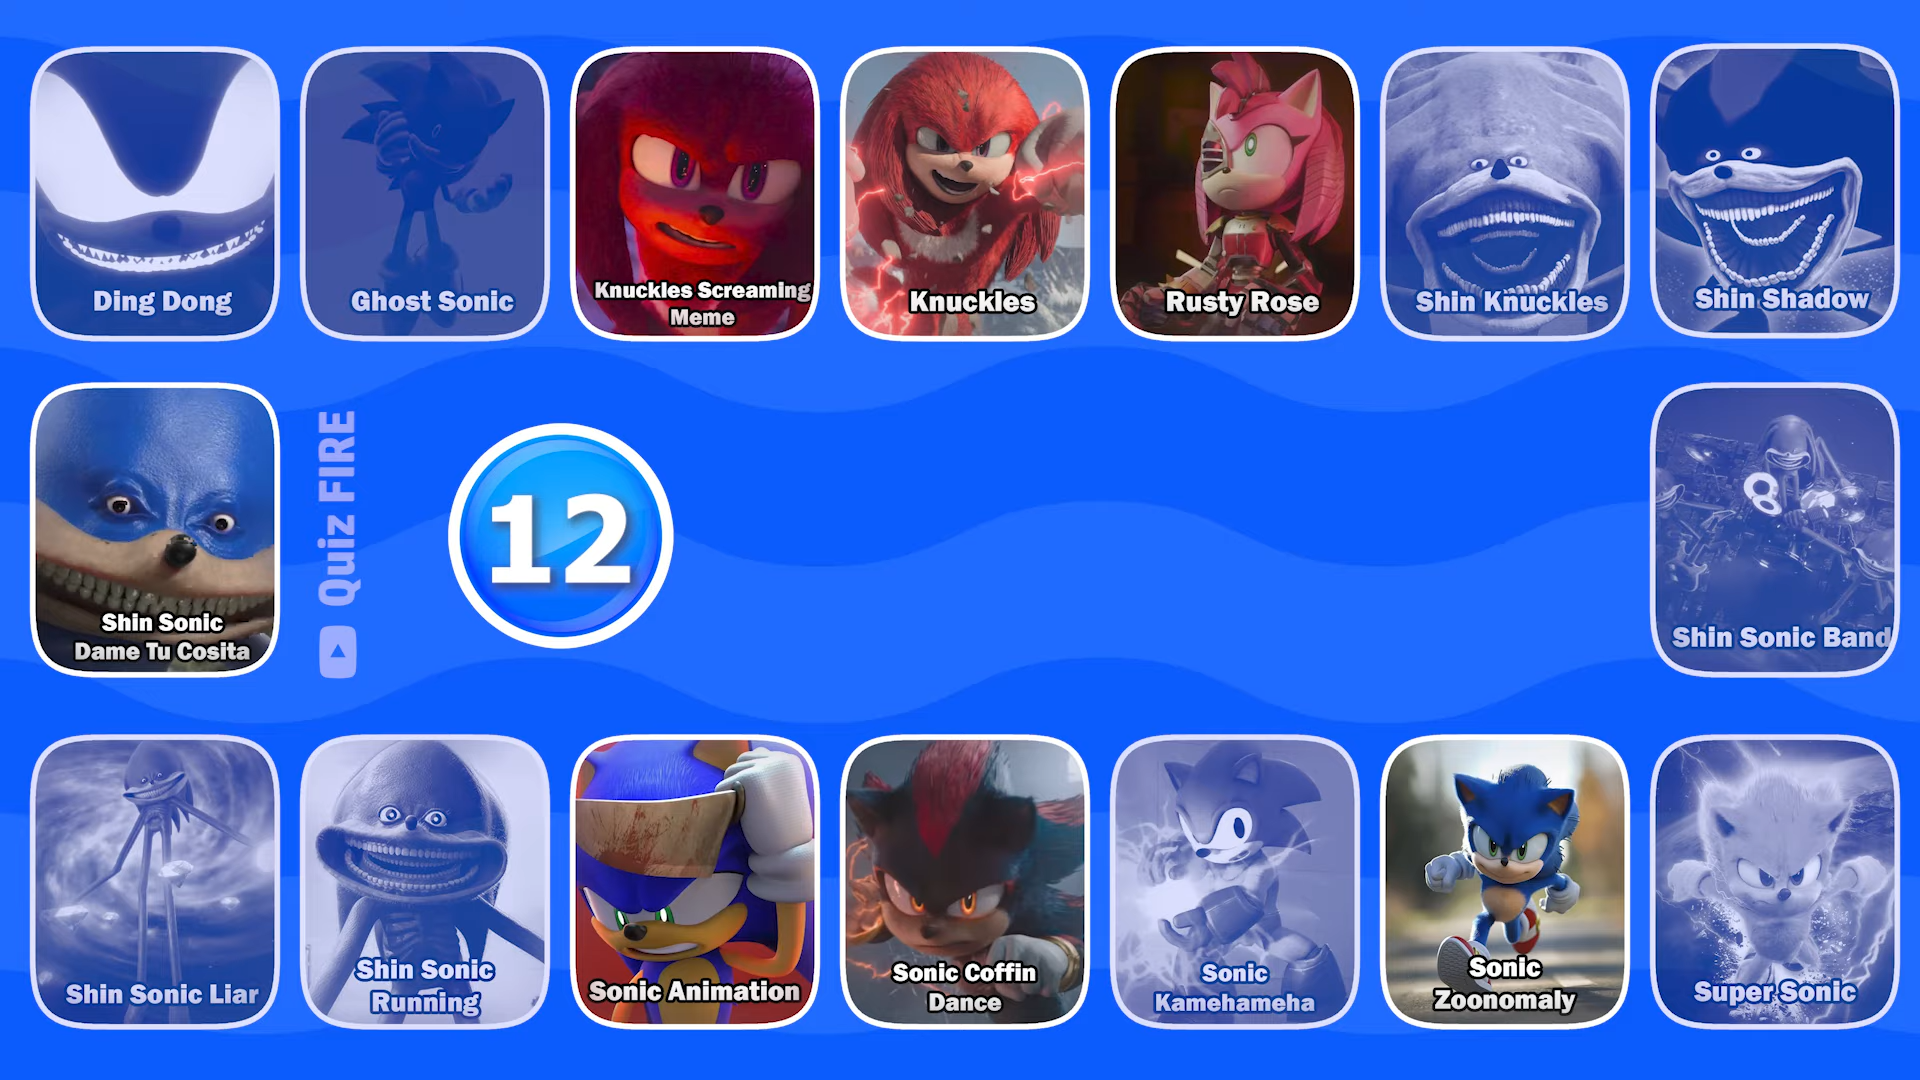 Ding Dong
Ghost Sonic
Knuckles Screaming
Meme
Knuckles
Rusty Rose
Shin Knuckles
Shin Shadow
Shin Sonic
Dame Tu Cosita
Quiz FIRE
12
8
Shin Sonic Band
Shin Sonic Liar
Shin Sonic
Running
Sonic Animation
Sonic Coffin
Dance
Sonic
Kamehameha
Sonic
Zoonomaly
Super Sonic